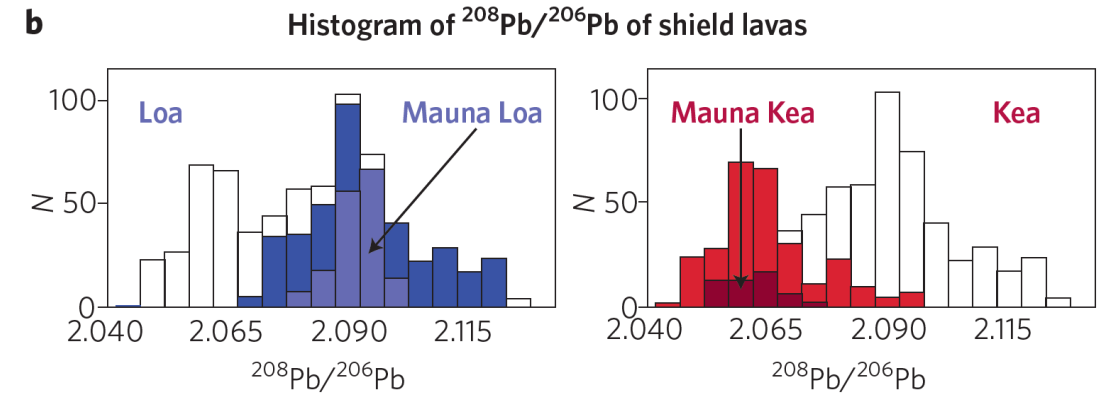 b
Histogram of ²⁰⁸Pb/²⁰⁶Pb of shield lavas
100
50
0
N
Loa
Mauna Loa
2.040 2.065 2.090 2.115
²⁰⁸Pb/²⁰⁶Pb
100
50
0
N
Mauna Kea
Kea
2.040 2.065 2.090 2.115
²⁰⁸Pb/²⁰⁶Pb